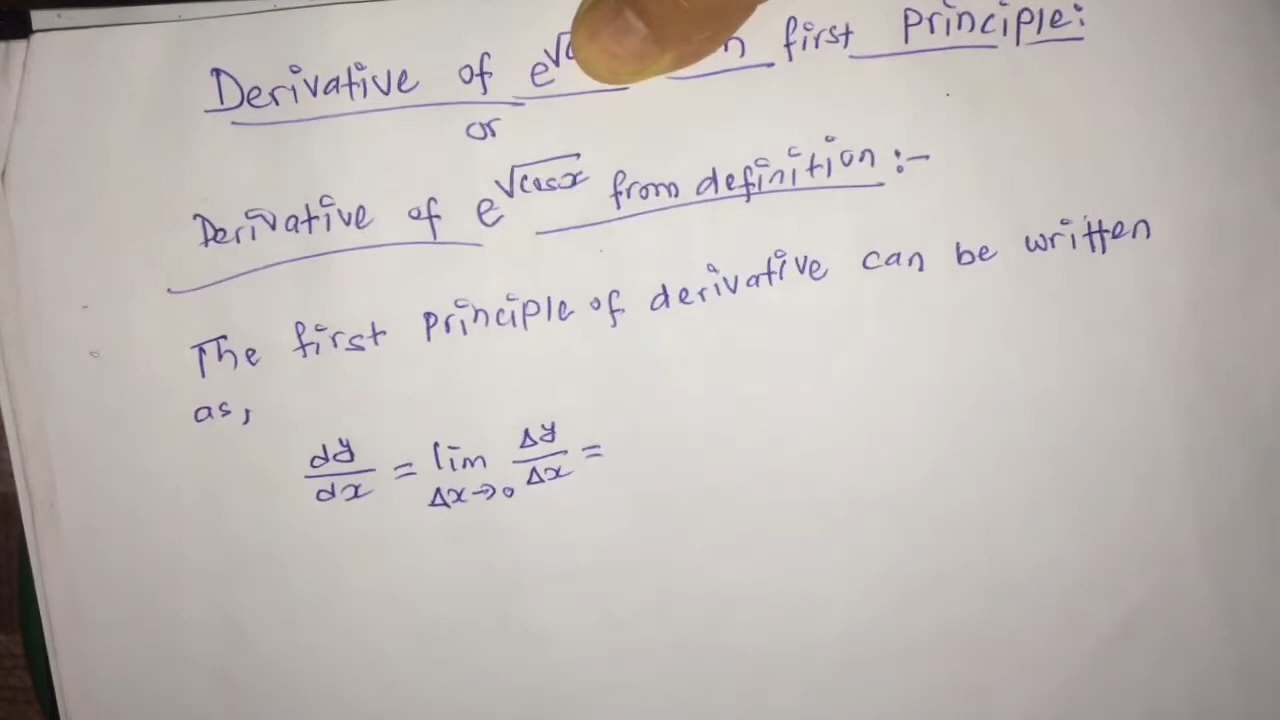 Derivative of e^√ first principle:
or
Derivative of e^√cosx from definition :-
The first principle of derivative can be written
as,
dy/dx = lim Δx→0 Δy/Δx =